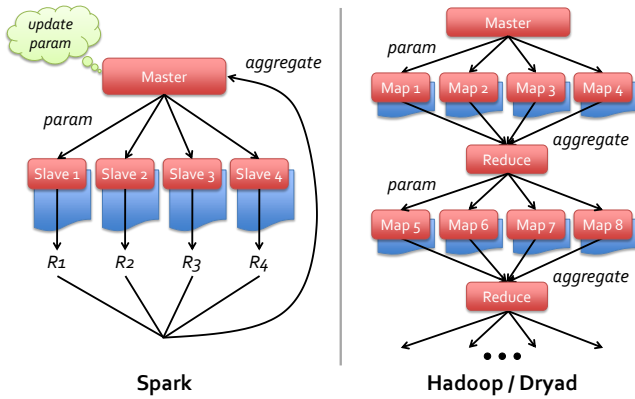 update
param
Master
aggregate
param
Slave 1
Slave 2
Slave 3
Slave 4
R1
R2
R3
R4
Spark
Master
param
Map 1
Map 2
Map 3
Map 4
aggregate
Reduce
param
Map 5
Map 6
Map 7
Map 8
aggregate
Reduce
Hadoop / Dryad